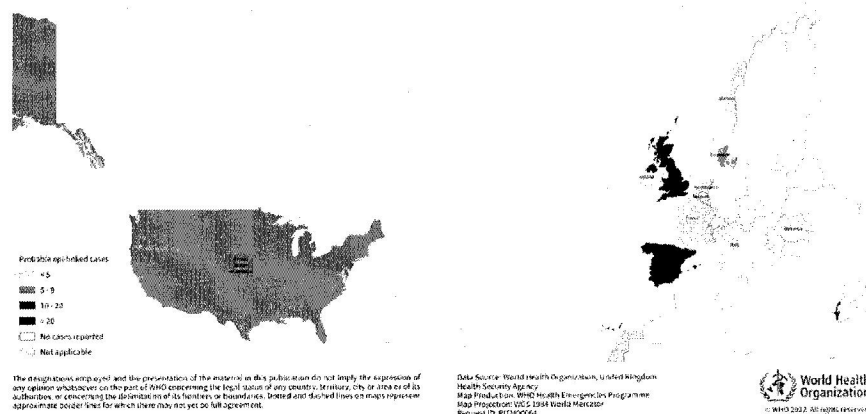 Probable epi-linked cases
< 5
5 - 9
10 - 20
> 20
No cases reported
Not applicable
The designations employed and the presentation of the material in this publication do not imply the expression of
any opinion whatsoever on the part of WHO concerning the legal status of any country, territory, city or area or of its
authorities, or concerning the delimitation of its frontiers or boundaries. Dotted and dashed lines on maps represent
approximate border lines for which there may not yet be full agreement.
Data Source: World Health Organization, United Kingdom
Health Security Agency
Map Production: WHO Health Emergencies Programme
Map Projection: WGS 1984 World Mercator
Request ID:
World Health
Organization
© WHO 2022. All rights reserved